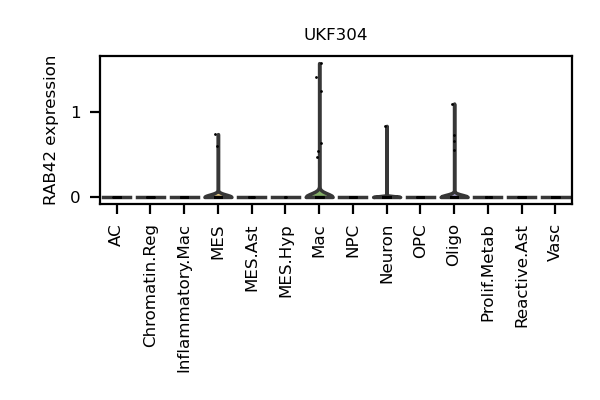 UKF304
RAB42 expression
1
0
AC
Chromatin.Reg
Inflammatory.Mac
MES
MES.Ast
MES.Hyp
Mac
NPC
Neuron
OPC
Oligo
Prolif.Metab
Reactive.Ast
Vasc